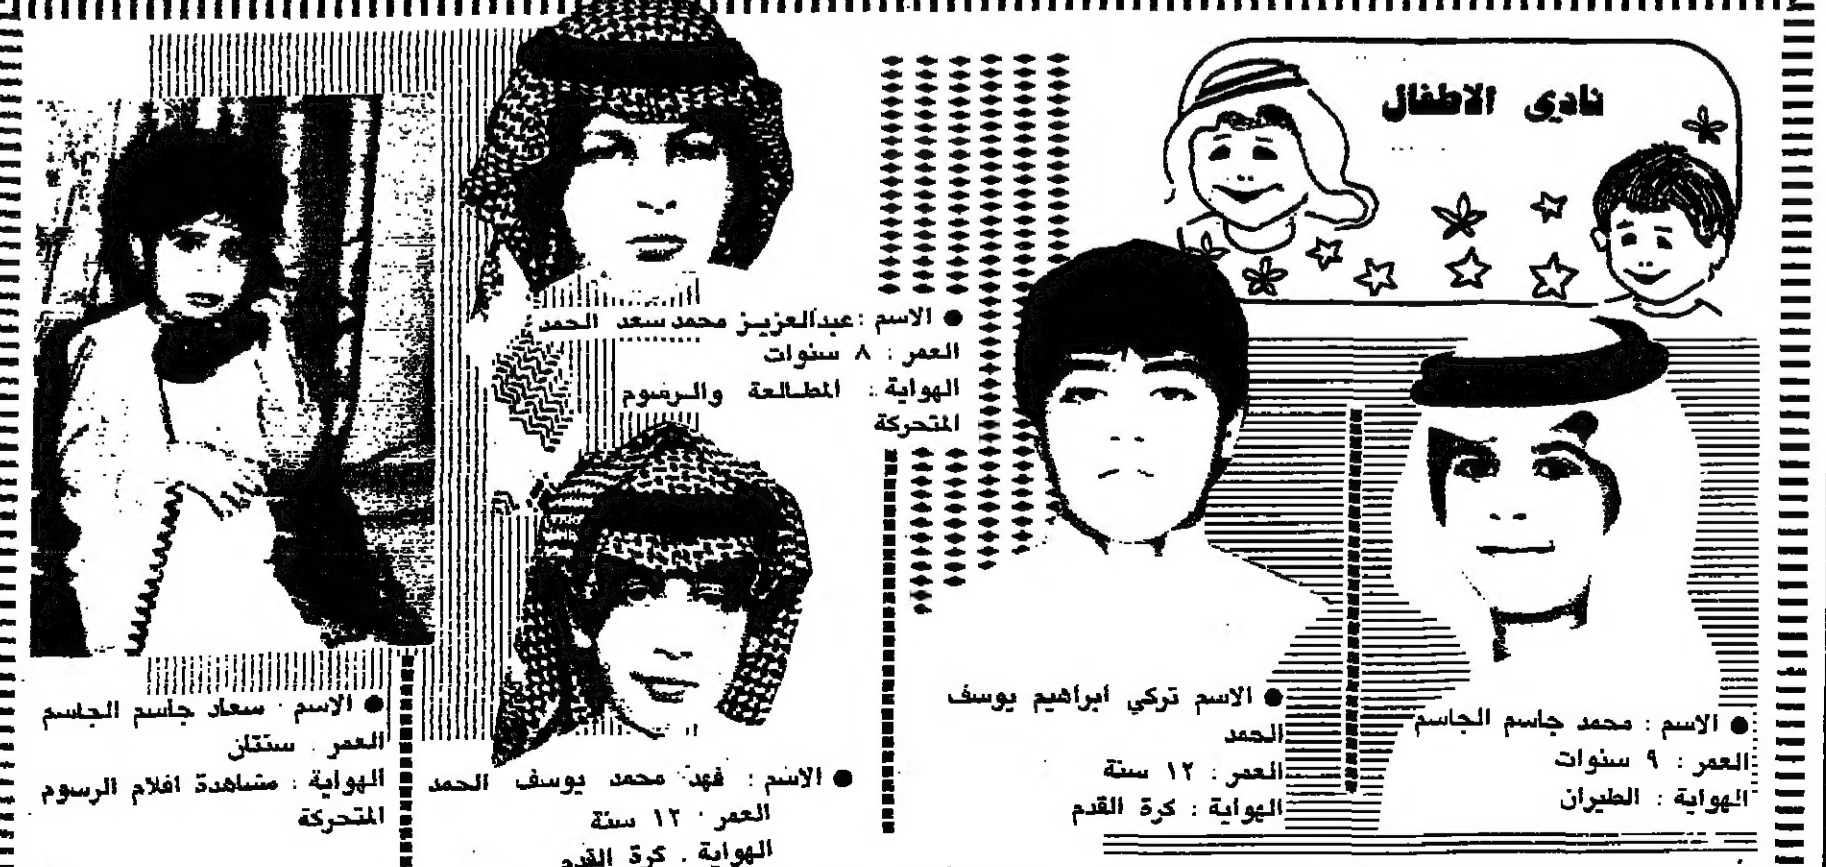 نادي الاطفال
● الاسم : محمد جاسم الجاسم
العمر : ٩ سنوات
الهواية : الطيران
● الاسم تركي ابراهيم يوسف
الحمد
العمر : ١٢ سنة
الهواية : كرة القدم
● الاسم : عبدالعزيز محمد سعد الحمد
العمر : ٨ سنوات
الهواية : المطالعة والرسوم
المتحركة
● الاسم : فهد محمد يوسف الحمد
العمر . ١٢ سنة
الهواية . كرة القدم
● الاسم . سعاد جاسم الجاسم
العمر . سنتان
الهواية : مشاهدة افلام الرسوم
المتحركة